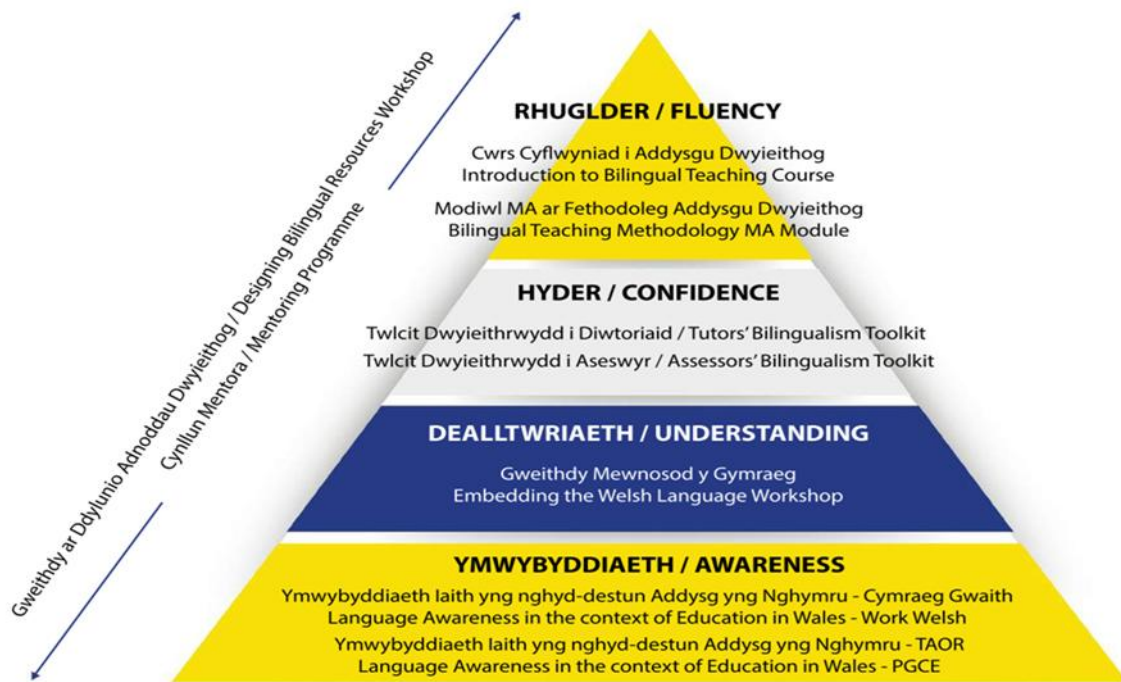 Gweithdy ar Ddylunio Adnoddau Dwyieithog / Designing Bilingual Resources Workshop
Cynllun Mentora / Mentoring Programme
RHUGLDER / FLUENCY
Cwrs Cyflwyniad i Addysgu Dwyieithog
Introduction to Bilingual Teaching Course
Modiwl MA ar Fethodoleg Addysgu Dwyieithog
Bilingual Teaching Methodology MA Module
HYDER / CONFIDENCE
Twlcit Dwyieithrwydd i Diwtoriaid / Tutors' Bilingualism Toolkit
Twlcit Dwyieithrwydd i Aseswyr / Assessors' Bilingualism Toolkit
DEALLTWRIAETH / UNDERSTANDING
Gweithdy Mewnosod y Gymraeg
Embedding the Welsh Language Workshop
YMWYBYDDIAETH / AWARENESS
Ymwybyddiaeth Iaith yng nghyd-destun Addysg yng Nghymru - Cymraeg Gwaith
Language Awareness in the context of Education in Wales - Work Welsh
Ymwybyddiaeth Iaith yng nghyd-destun Addysg yng Nghymru - TAOR
Language Awareness in the context of Education in Wales - PGCE